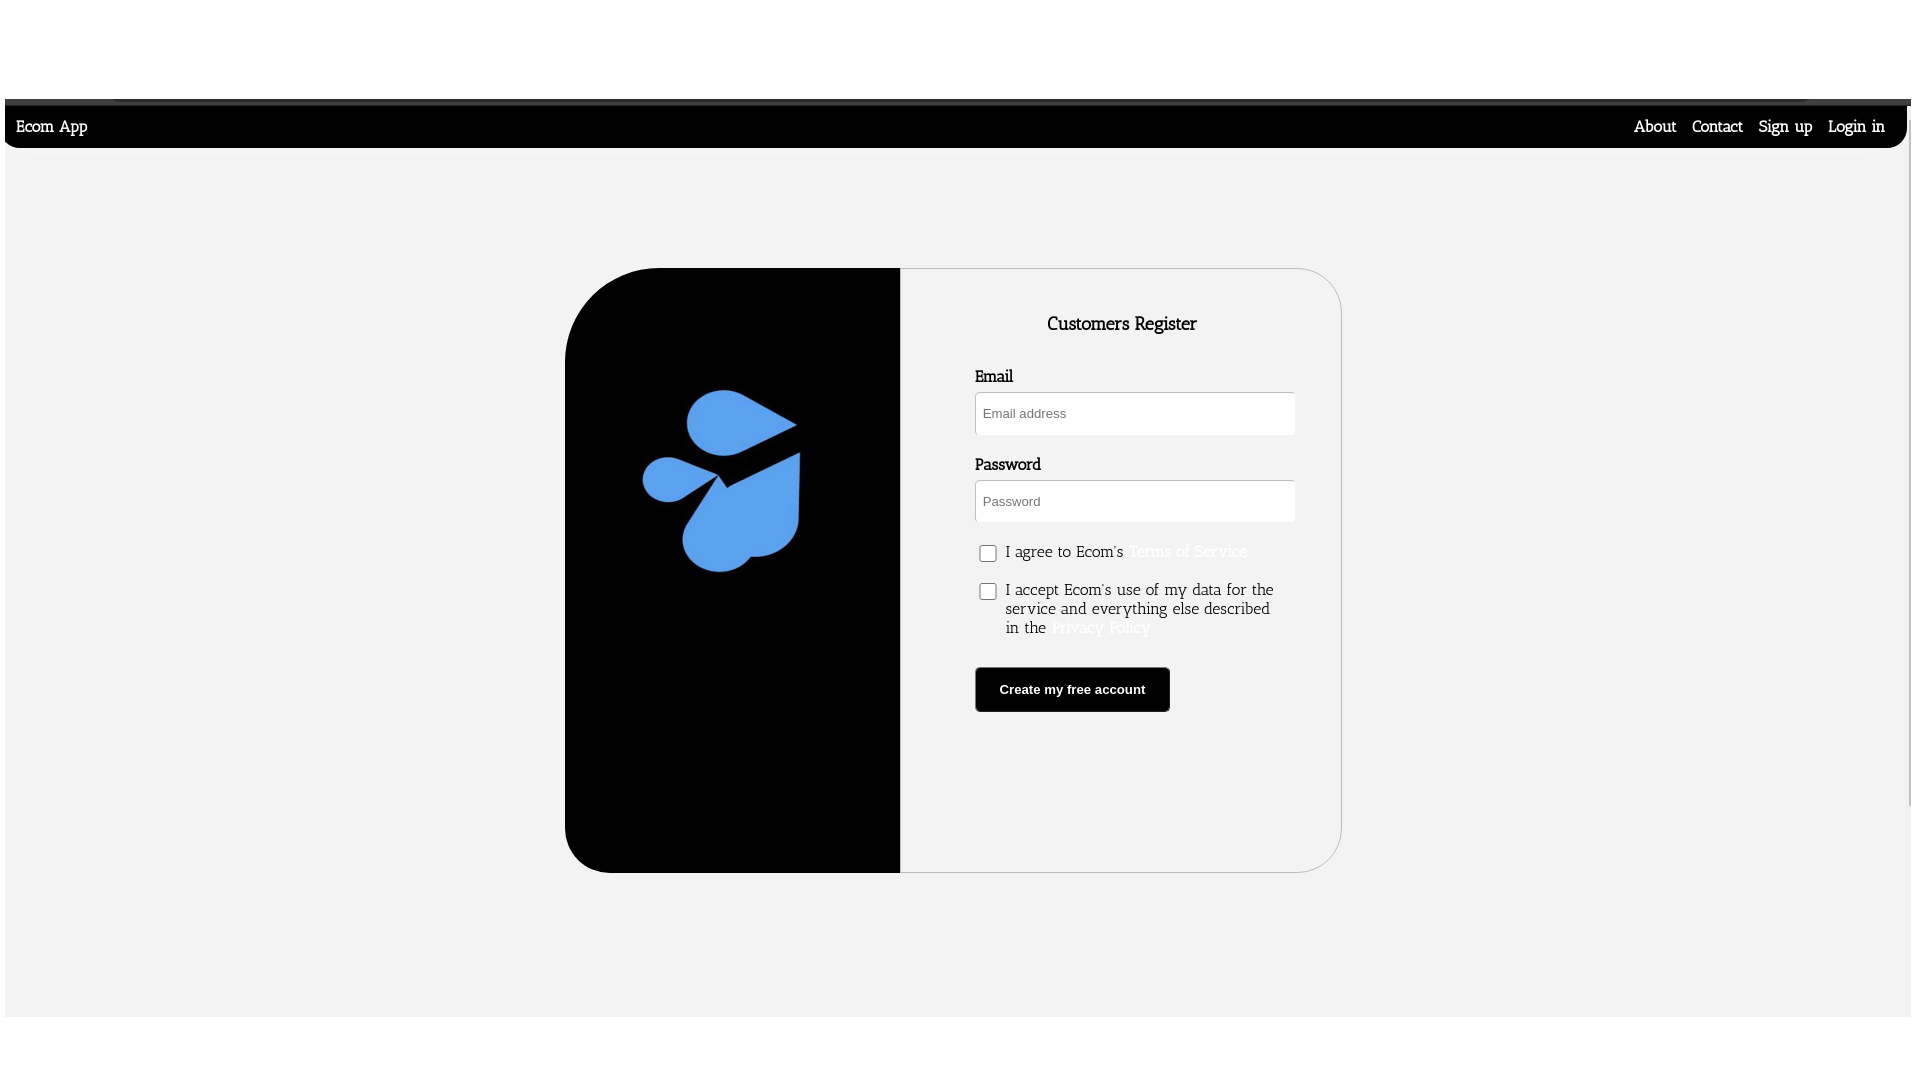 Ecom App
About Contact Sign up Login in
Customers Register
Email
Email address
Password
Password
I agree to Ecom's Terms of Service
I accept Ecom's use of my data for the
service and everything else described
in the Privacy Policy
Create my free account